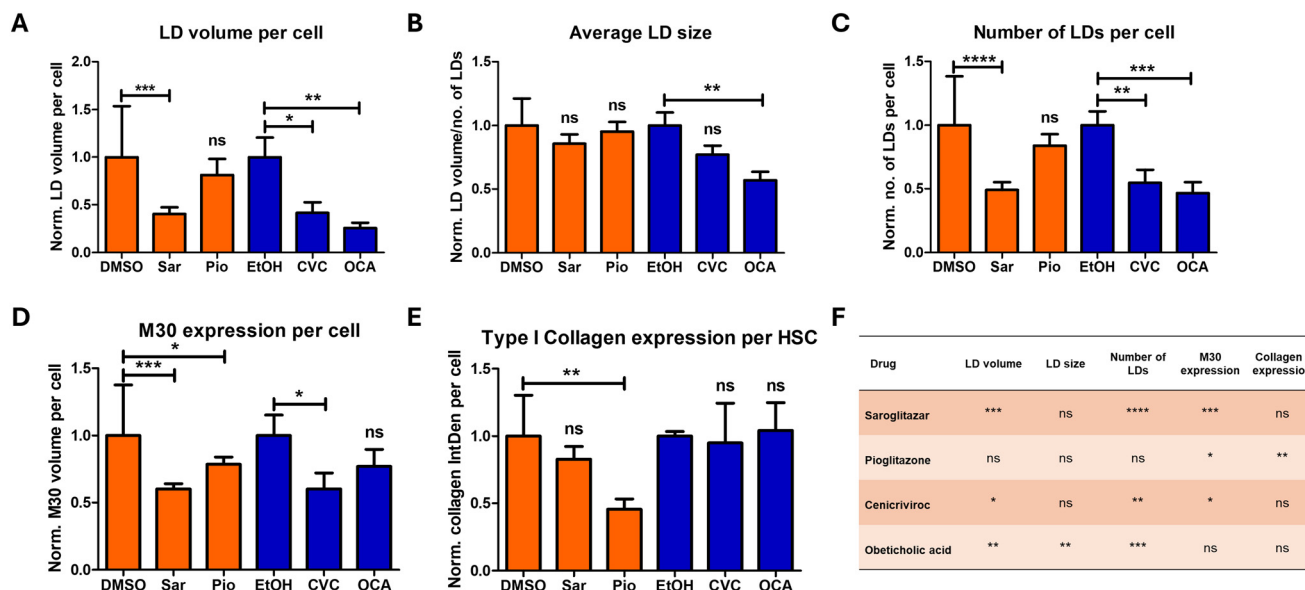 A
LD volume per cell
Norm. LD volume per cell
2.0
1.5
1.0
0.5
0.0
***
ns
**
*
DMSO Sar Pio EtOH CVC OCA
B
Average LD size
Norm. LD volume/no. of LDs
1.5
1.0
0.5
0.0
ns
ns
**
ns
DMSO Sar Pio EtOH CVC OCA
C
Number of LDs per cell
Norm. no. of LDs per cell
1.5
1.0
0.5
0.0
****
ns
***
**
DMSO Sar Pio EtOH CVC OCA
D
M30 expression per cell
Norm. M30 volume per cell
1.5
1.0
0.5
0.0
*
***
*
ns
DMSO Sar Pio EtOH CVC OCA
E
Type I Collagen expression per HSC
Norm. collagen IntDen per cell
1.5
1.0
0.5
0.0
**
ns
ns
ns
DMSO Sar Pio EtOH CVC OCA
F
Drug LD volume LD size Number of LDs M30 expression Collagen expression
Saroglitazar *** ns **** *** ns
Pioglitazone ns ns ns * **
Cenicriviroc * ns ** * ns
Obeticholic acid ** ** *** ns ns